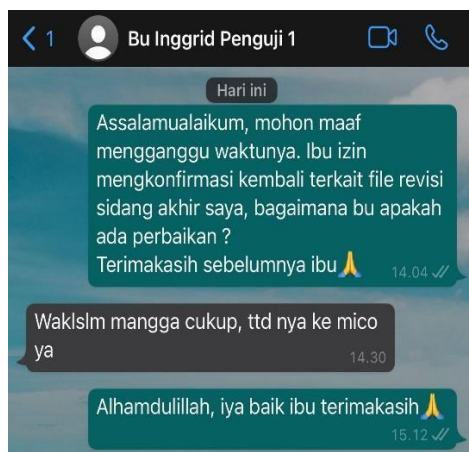 1 Bu Inggrid Penguji 1
Hari ini
Assalamualaikum, mohon maaf
mengganggu waktunya. Ibu izin
mengkonfirmasi kembali terkait file revisi
sidang akhir saya, bagaimana bu apakah
ada perbaikan ?
Terimakasih sebelumnya ibu🙏 14.04
Waklslm mangga cukup, ttd nya ke mico
ya 14.30
Alhamdulillah, iya baik ibu terimakasih🙏
15.12